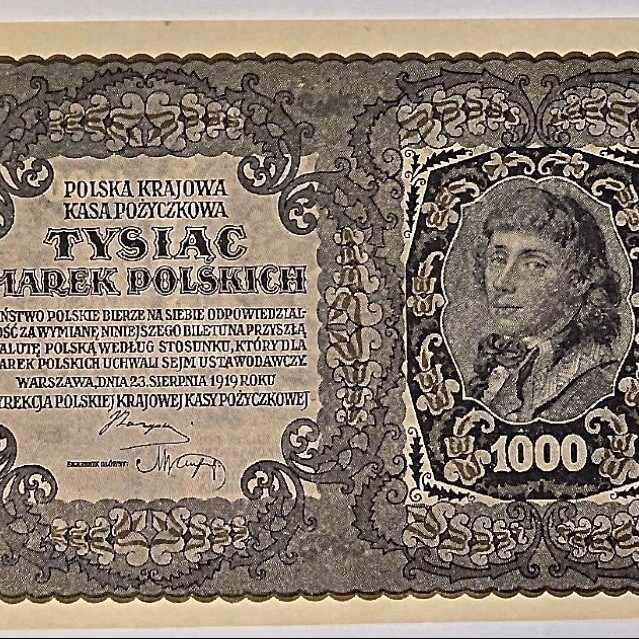 POLSKA KRAJOWA
KASA POŻYCZKOWA
TYSIĄC
MAREK POLSKICH
ŃSTWO POLSKIE BIERZE NA SIEBIE ODPOWIEDZIAL-
OŚĆ ZA WYMIANĘ NINIEJSZEGO BILETU NA PRZYSZŁĄ
ALUTĘ POLSKĄ WEDŁUG STOSUNKU, KTÓRY DLA
AREK POLSKICH UCHWALI SEJM USTAWODAWCZY.
WARSZAWA, DNIA 23. SIERPNIA 1919 ROKU
YREKCJA POLSKIEJ KRAJOWEJ KASY POŻYCZKOWEJ
SKARBNIK GŁÓWNY:
1000